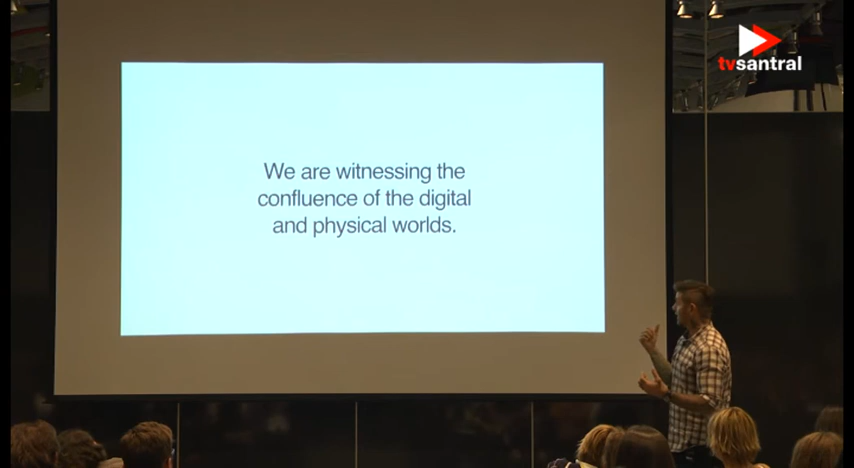 tvsantral
We are witnessing the
confluence of the digital
and physical worlds.